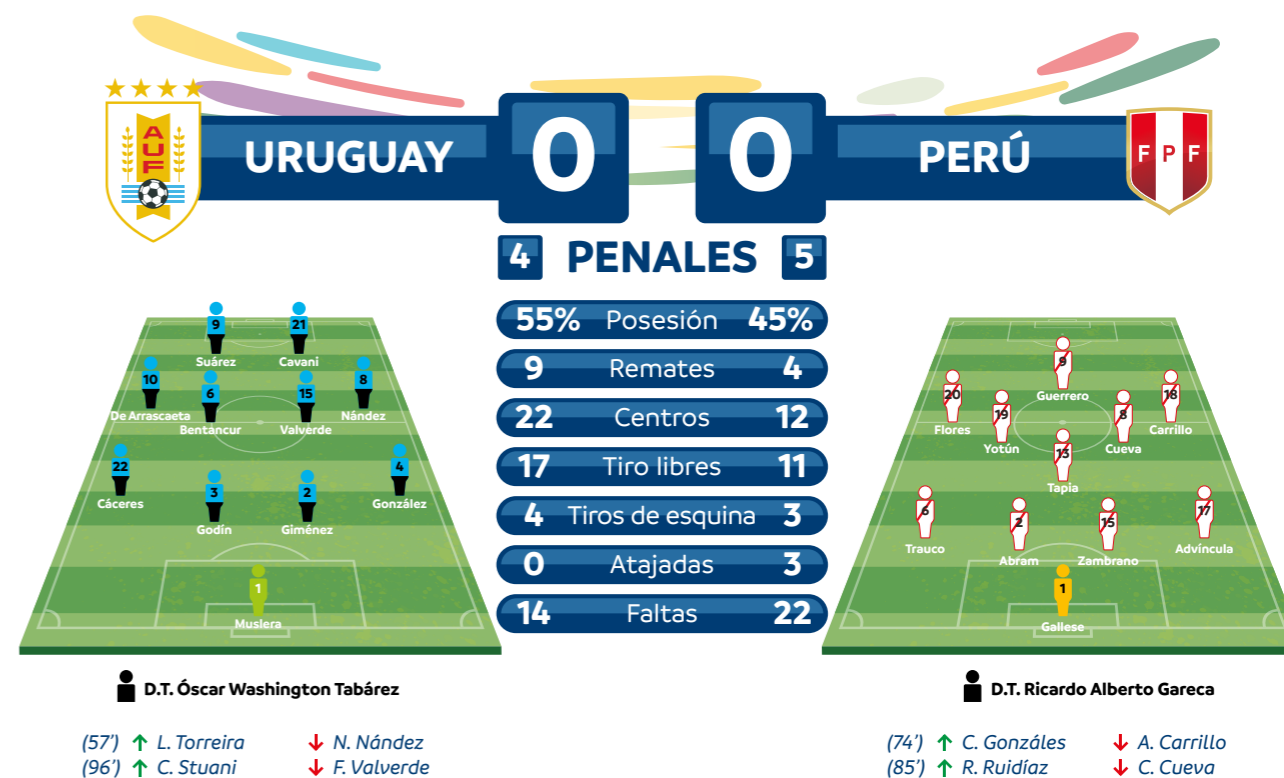 AUF
URUGUAY 0 0 PERÚ
FPF
4 PENALES 5
55% Posesión 45%
9 Remates 4
22 Centros 12
17 Tiro libres 11
4 Tiros de esquina 3
0 Atajadas 3
14 Faltas 22
9 21
Suárez Cavani
10 6 15 8
De Arrascaeta Bentancur Valverde Nández
22 3 2 4
Cáceres Godín Giménez González
1
Muslera
D.T. Óscar Washington Tabárez
(57’) ↑ L. Torreira ↓ N. Nández
(96’) ↑ C. Stuani ↓ F. Valverde
9
Guerrero
20 19 8 18
Flores Yotún Cueva Carrillo
13
Tapia
6 2 15 17
Trauco Abram Zambrano Advíncula
1
Gallese
D.T. Ricardo Alberto Gareca
(74’) ↑ C. Gonzáles ↓ A. Carrillo
(85’) ↑ R. Ruidíaz ↓ C. Cueva